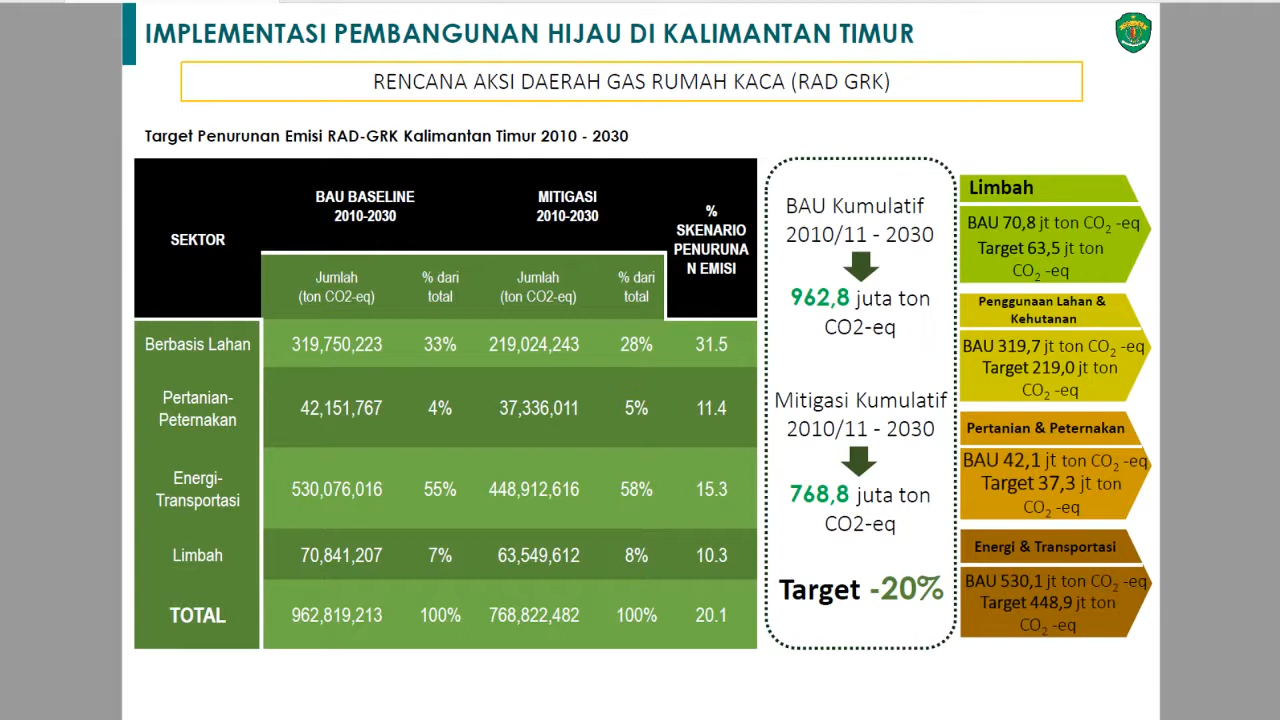 IMPLEMENTASI PEMBANGUNAN HIJAU DI KALIMANTAN TIMUR
RENCANA AKSI DAERAH GAS RUMAH KACA (RAD GRK)
Target Penurunan Emisi RAD-GRK Kalimantan Timur 2010 - 2030
SEKTOR
BAU BASELINE
2010-2030
MITIGASI
2010-2030
%
SKENARIO
PENURUNA
N EMISI
Jumlah
(ton CO2-eq)
% dari
total
Jumlah
(ton CO2-eq)
% dari
total
Berbasis Lahan 319,750,223 33% 219,024,243 28% 31.5
Pertanian-
Peternakan
42,151,767 4% 37,336,011 5% 11.4
Energi-
Transportasi
530,076,016 55% 448,912,616 58% 15.3
Limbah 70,841,207 7% 63,549,612 8% 10.3
TOTAL 962,819,213 100% 768,822,482 100% 20.1
BAU Kumulatif
2010/11 - 2030
962,8 juta ton
CO2-eq
Mitigasi Kumulatif
2010/11 - 2030
768,8 juta ton
CO2-eq
Target -20%
Limbah
BAU 70,8 jt ton CO2 -eq
Target 63,5 jt ton
CO2 -eq
Penggunaan Lahan &
Kehutanan
BAU 319,7 jt ton CO2 -eq
Target 219,0 jt ton
CO2 -eq
Pertanian & Peternakan
BAU 42,1 jt ton CO2 -eq
Target 37,3 jt ton
CO2 -eq
Energi & Transportasi
BAU 530,1 jt ton CO2 -eq
Target 448,9 jt ton
CO2 -eq